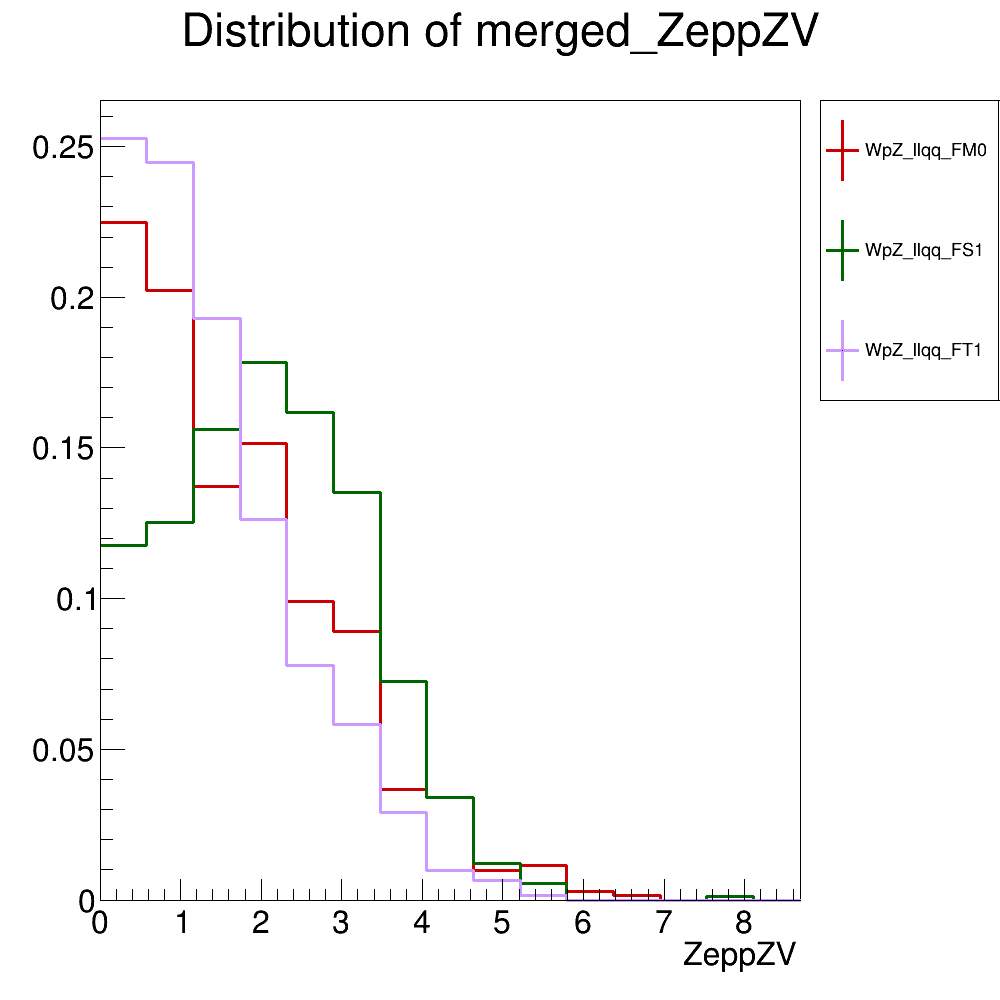 Distribution of merged_ZeppZV
0.25
0.2
0.15
0.1
0.05
0
0 1 2 3 4 5 6 7 8
ZeppZV
WpZ_llqq_FM0
WpZ_llqq_FS1
WpZ_llqq_FT1